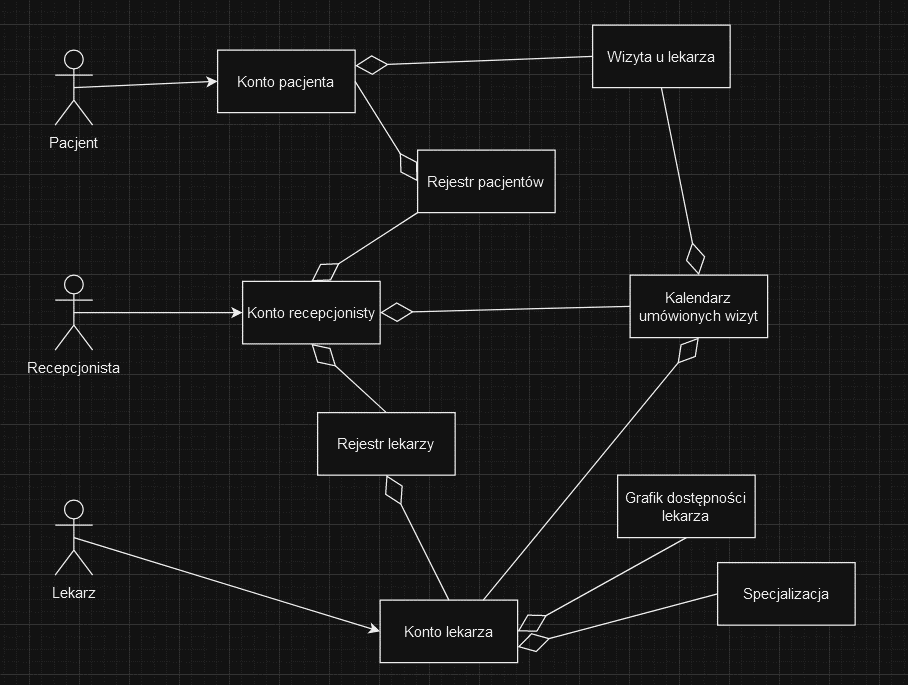 Wizyta u lekarza
Konto pacjenta
Pacjent
Rejestr pacjentów
Konto recepcjonisty
Kalendarz
umówionych wizyt
Recepcjonista
Rejestr lekarzy
Grafik dostępności
lekarza
Lekarz
Specjalizacja
Konto lekarza